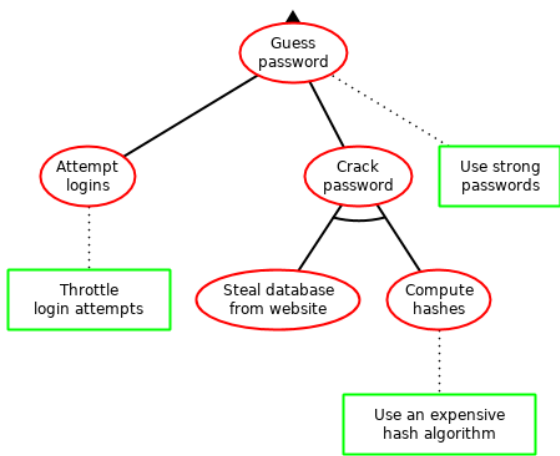 Guess
password
Attempt
logins
Crack
password
Use strong
passwords
Throttle
login attempts
Steal database
from website
Compute
hashes
Use an expensive
hash algorithm